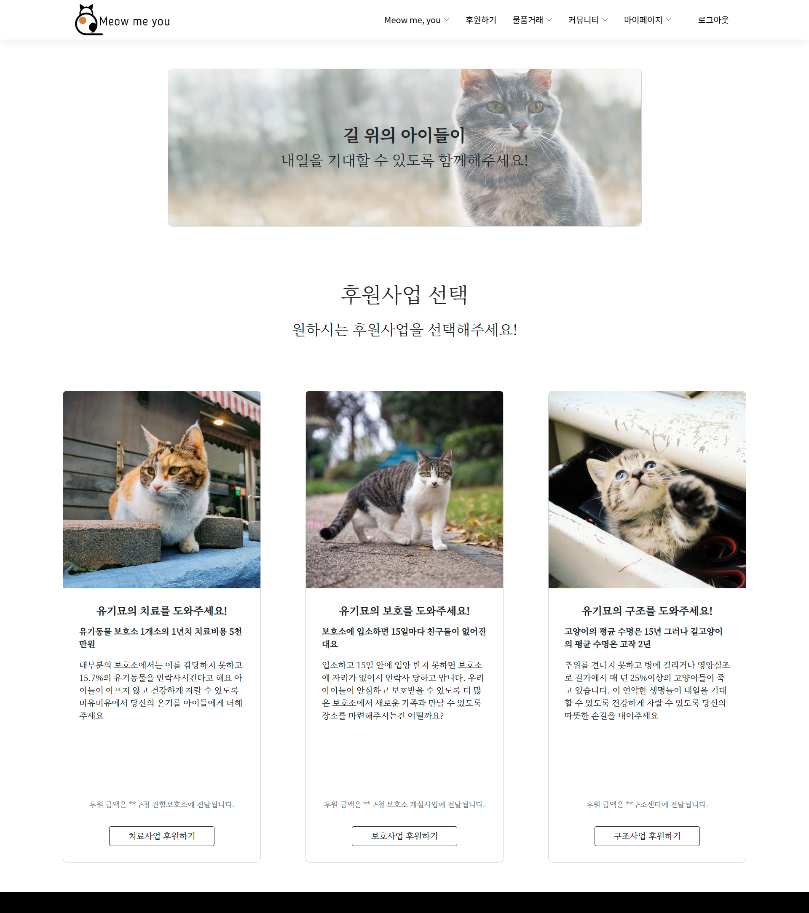 Meow me you
Meow me, you
후원하기
물품거래
커뮤니티
마이페이지
로그아웃
길 위의 아이들이
내일을 기대할 수 있도록 함께해주세요!
후원사업 선택
원하시는 후원사업을 선택해주세요!
유기묘의 치료를 도와주세요!
유기동물 보호소 1개소의 1년치 치료비용 5천
만원
대부분의 보호소에서는 이를 감당하지 못하고
15.7%의 유기동물을 안락사시킨다고 해요 아
이들이 아프지 않고 건강하게 자랄 수 있도록
미유미유에서 당신의 온기를 아이들에게 더해
주세요
후원 금액은 ** 구청 선항보호소에 전달됩니다.
치료사업 후원하기
유기묘의 보호를 도와주세요!
보호소에 입소하면 15일마다 친구들이 없어진
대요
입소하고 15일 안에 입양 받지 못하면 보호소
에 자리가 없어서 안락사 당하고 맙니다. 우리
아이들이 안심하고 보호받을 수 있도록 더 많
은 보호소에서 새로운 가족과 만날 수 있도록
장소를 마련해주시는건 어떨까요?
후원 금액은 ** 구청 보호소 개설사업에 전달됩니다.
보호사업 후원하기
유기묘의 구조를 도와주세요!
고양이의 평균 수명은 15년 그러나 길고양이
의 평균 수명은 고작 2년
추위를 견디지 못하고 병에 걸리거나 영양실조
로 길가에서 매 년 25%이상의 고양이들이 죽
고 있습니다. 이 연약한 생명들이 내일을 기대
할 수 있도록 건강하게 자랄 수 있도록 당신의
따뜻한 손길을 내어주세요
후원 금액은 ** 구조센터에 전달됩니다.
구조사업 후원하기